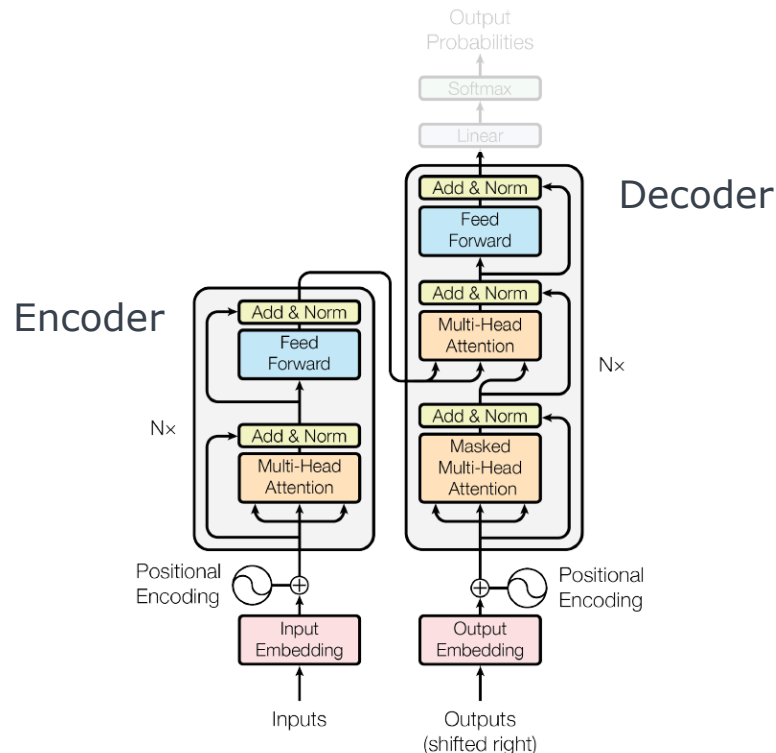 Output
Probabilities
Softmax
Linear
Decoder
Add & Norm
Feed
Forward
Add & Norm
Multi-Head
Attention
Nx
Add & Norm
Masked
Multi-Head
Attention
Positional
Encoding
Output
Embedding
Outputs
(shifted right)
Encoder
Add & Norm
Feed
Forward
Nx
Add & Norm
Multi-Head
Attention
Positional
Encoding
Input
Embedding
Inputs